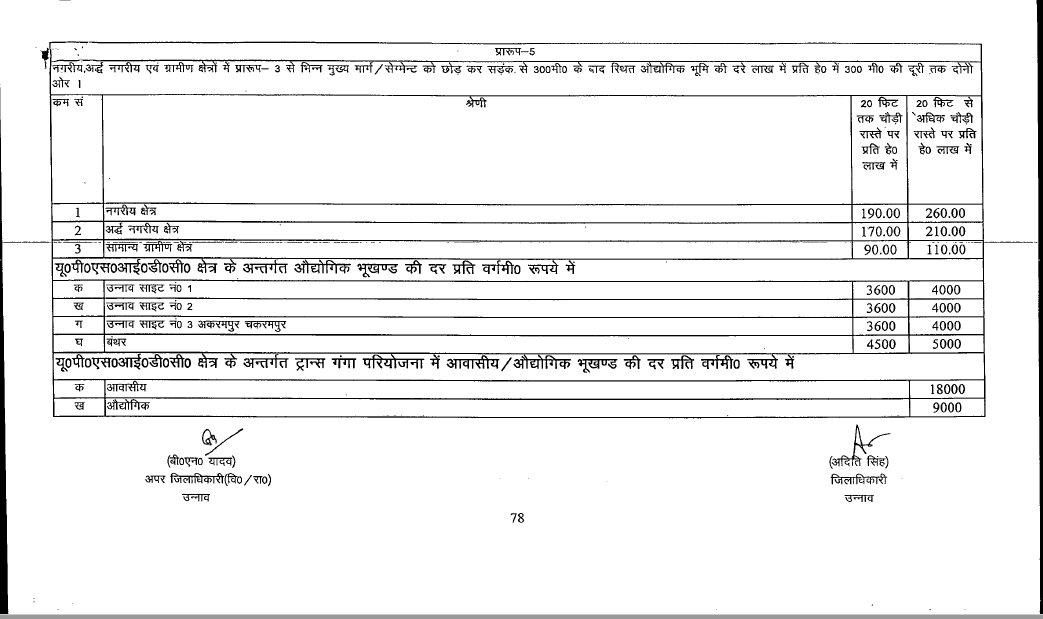 प्रारूप–5
नगरीय,अर्द्ध नगरीय एवं ग्रामीण क्षेत्रों में प्रारूप– 3 से भिन्न मुख्य मार्ग/सेग्मेन्ट को छोड़ कर सड़क से 300मी0 के बाद स्थित औद्योगिक भूमि की दरे लाख में प्रति हे0 में 300 मी0 की दूरी तक दोनो
ओर ।
कम सं श्रेणी 20 फिट तक चौड़ी रास्ते पर प्रति हे0 लाख में 20 फिट से अधिक चौड़ी रास्ते पर प्रति हे0 लाख में
1 नगरीय क्षेत्र 190.00 260.00
2 अर्द्ध नगरीय क्षेत्र 170.00 210.00
3 सामान्य ग्रामीण क्षेत्र 90.00 110.00
यू0पी0एस0आई0डी0सी0 क्षेत्र के अन्तर्गत औद्योगिक भूखण्ड की दर प्रति वर्गमी0 रूपये में
क उन्नाव साइट नं0 1 3600 4000
ख उन्नाव साइट नं0 2 3600 4000
ग उन्नाव साइट नं0 3 अकरमपुर चकरमपुर 3600 4000
घ बंथर 4500 5000
यू0पी0एस0आई0डी0सी0 क्षेत्र के अन्तर्गत ट्रान्स गंगा परियोजना में आवासीय/औद्योगिक भूखण्ड की दर प्रति वर्गमी0 रूपये में
क आवासीय 18000
ख औद्योगिक 9000
(बी0एन0 यादव) (अदिति सिंह)
अपर जिलाधिकारी(वि0/रा0) जिलाधिकारी
उन्नाव उन्नाव
78